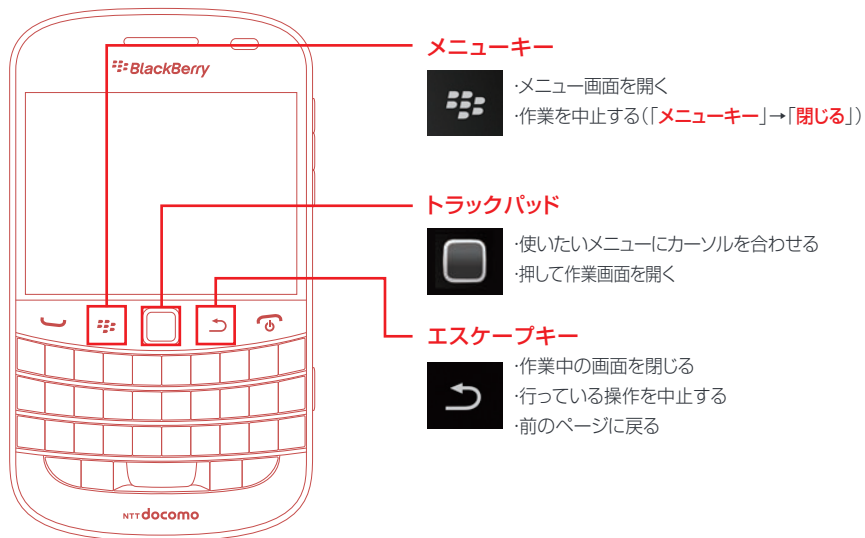 BlackBerry
メニューキー
·メニュー画面を開く
·作業を中止する(「メニューキー」→「閉じる」)
トラックパッド
·使いたいメニューにカーソルを合わせる
·押して作業画面を開く
エスケープキー
·作業中の画面を閉じる
·行っている操作を中止する
·前のページに戻る
NTT docomo